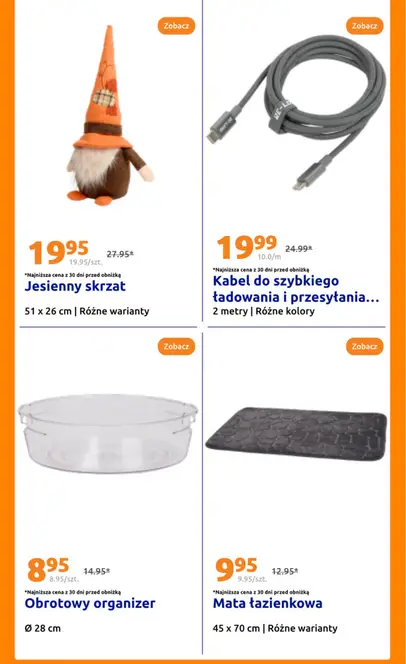 Zobacz
19 95
27.95*
19.95/szt.
*Najniższa cena z 30 dni przed obniżką
Jesienny skrzat
51 x 26 cm | Różne warianty
Zobacz
19 99
24.99*
10.0/m
*Najniższa cena z 30 dni przed obniżką
Kabel do szybkiego
ładowania i przesyłania...
2 metry | Różne kolory
Zobacz
8 95
14.95*
8.95/szt.
*Najniższa cena z 30 dni przed obniżką
Obrotowy organizer
Ø 28 cm
Zobacz
9 95
12.95*
9.95/szt.
*Najniższa cena z 30 dni przed obniżką
Mata łazienkowa
45 x 70 cm | Różne warianty